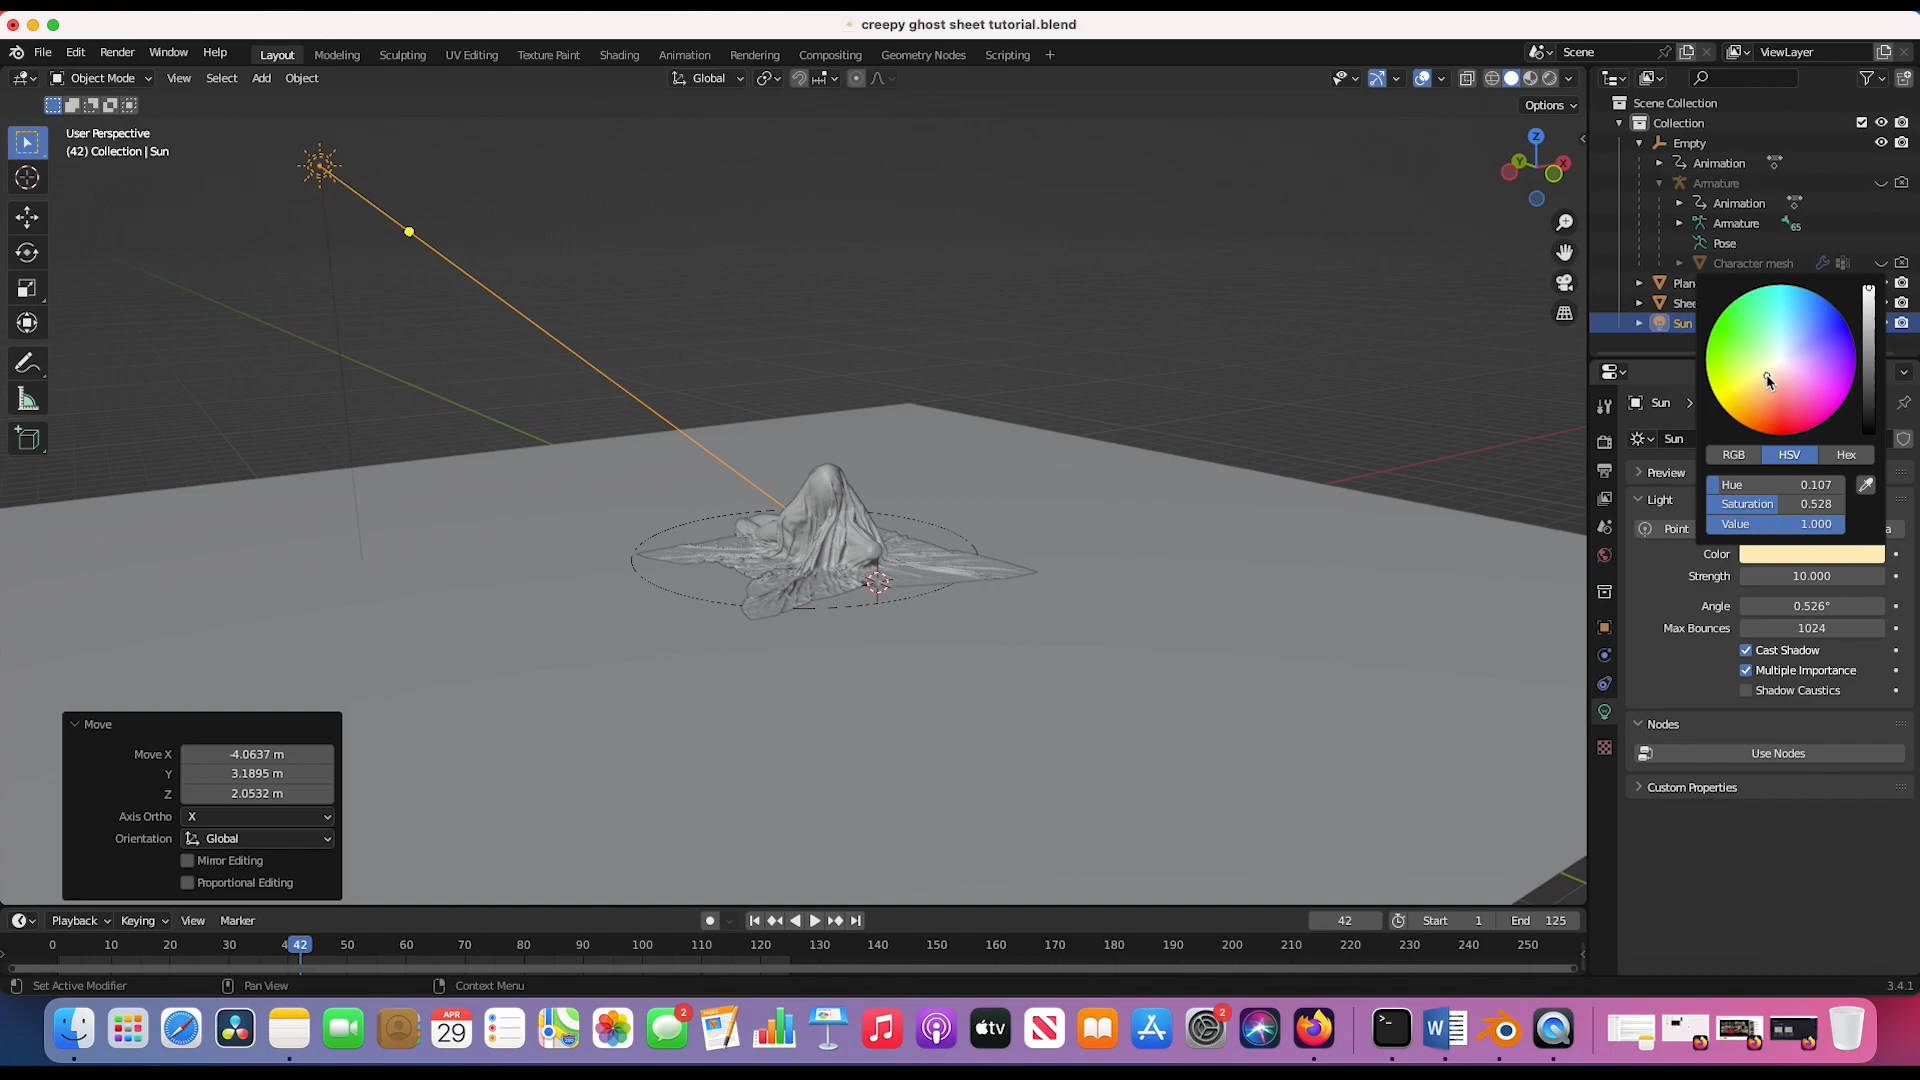 creepy ghost sheet tutorial.blend
File Edit Render Window Help Layout Modeling Sculpting UV Editing Texture Paint Shading Animation Rendering Compositing Geometry Nodes Scripting + Scene ViewLayer
Object Mode View Select Add Object Global
Options
User Perspective
(42) Collection | Sun
Z
Y
X
Scene Collection
Collection
Empty
Animation
Armature
Animation
Armature 65
Pose
Character mesh
Plan
Shee
Sun
Sun
Sun
RGB HSV Hex
Preview
Hue 0.107
Light
Saturation 0.528
Value 1.000
Point a
Color
Strength 10.000
Angle 0.526°
Max Bounces 1024
Cast Shadow
Multiple Importance
Shadow Caustics
Nodes
Use Nodes
Custom Properties
Move
Move X -4.0637 m
Y 3.1895 m
Z 2.0532 m
Axis Ortho X
Orientation Global
Mirror Editing
Proportional Editing
Playback Keying View Marker 42 Start 1 End 125
0 10 20 30 4 42 50 60 70 80 90 100 110 120 130 140 150 160 170 180 190 200 210 220 230 240 250
Set Active Modifier Pan View Context Menu 3.4.1
APR
29
2
tv
2
W